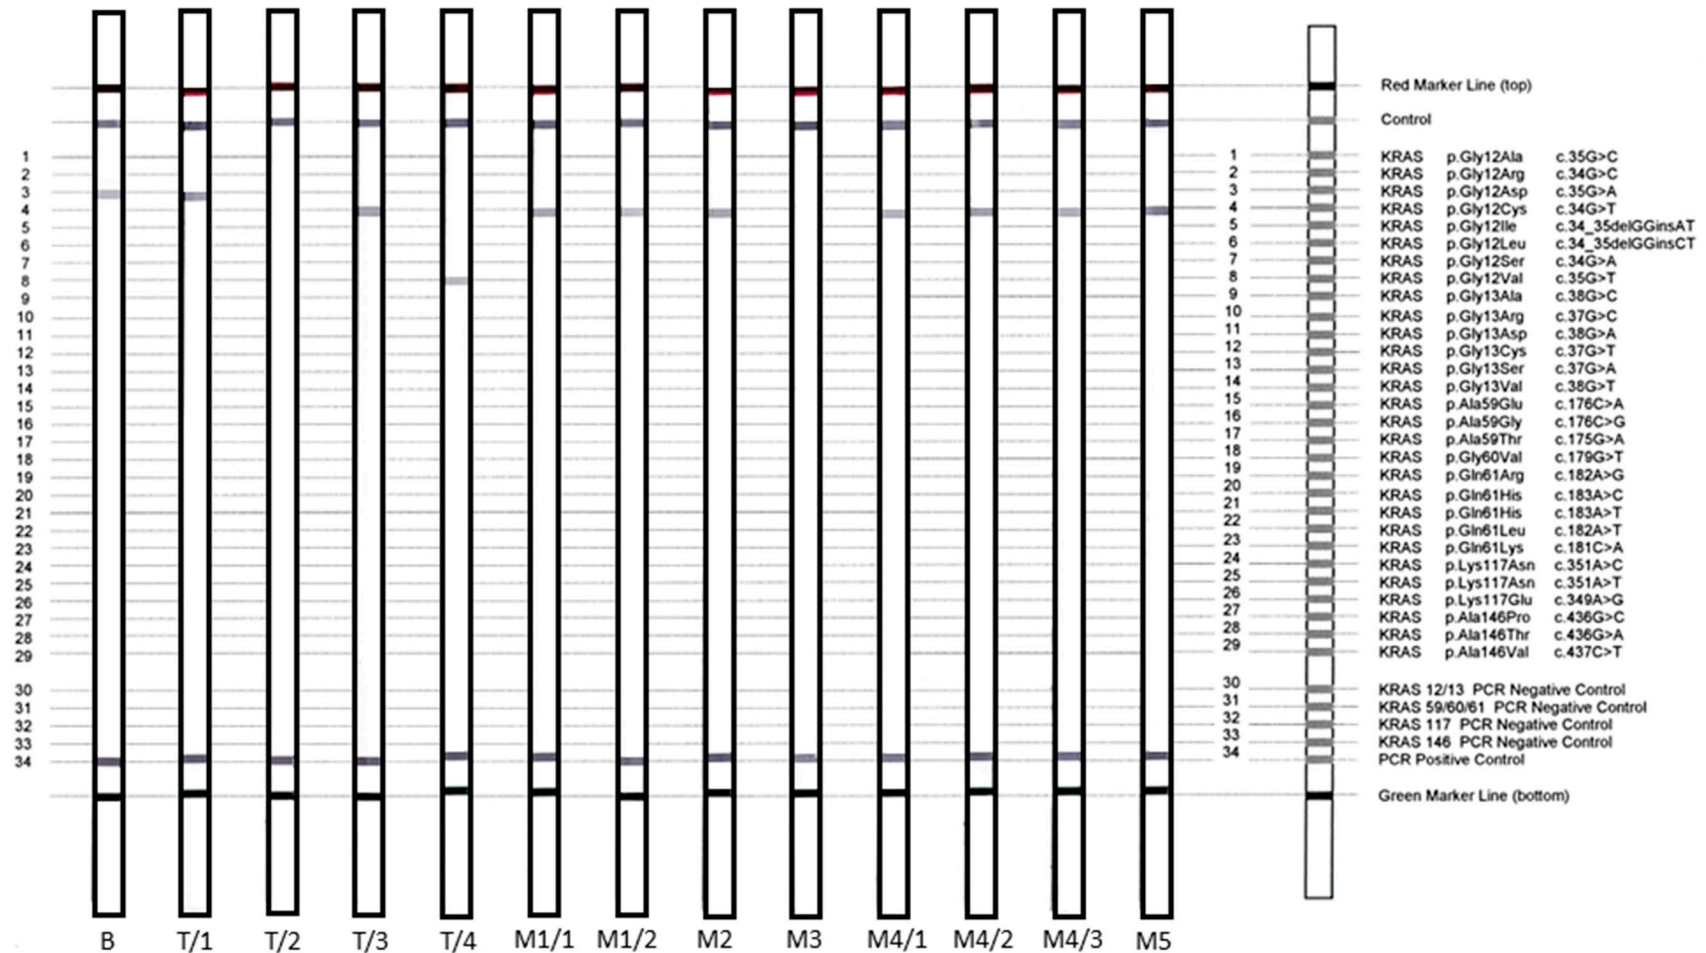 Red Marker Line (top)
Control
1 1 KRAS p.Gly12Ala c.35G>C
2 2 KRAS p.Gly12Arg c.34G>C
3 3 KRAS p.Gly12Asp c.35G>A
4 4 KRAS p.Gly12Cys c.34G>T
5 5 KRAS p.Gly12Ile c.34_35delGGinsAT
6 6 KRAS p.Gly12Leu c.34_35delGGinsCT
7 7 KRAS p.Gly12Ser c.34G>A
8 8 KRAS p.Gly12Val c.35G>T
9 9 KRAS p.Gly13Ala c.38G>C
10 10 KRAS p.Gly13Arg c.37G>C
11 11 KRAS p.Gly13Asp c.38G>A
12 12 KRAS p.Gly13Cys c.37G>T
13 13 KRAS p.Gly13Ser c.37G>A
14 14 KRAS p.Gly13Val c.38G>T
15 15 KRAS p.Ala59Glu c.176C>A
16 16 KRAS p.Ala59Gly c.176C>G
17 17 KRAS p.Ala59Thr c.175G>A
18 18 KRAS p.Gly60Val c.179G>T
19 19 KRAS p.Gln61Arg c.182A>G
20 20 KRAS p.Gln61His c.183A>C
21 21 KRAS p.Gln61His c.183A>T
22 22 KRAS p.Gln61Leu c.182A>T
23 23 KRAS p.Gln61Lys c.181C>A
24 24 KRAS p.Lys117Asn c.351A>C
25 25 KRAS p.Lys117Asn c.351A>T
26 26 KRAS p.Lys117Glu c.349A>G
27 27 KRAS p.Ala146Pro c.436G>C
28 28 KRAS p.Ala146Thr c.436G>A
29 29 KRAS p.Ala146Val c.437C>T
30 30 KRAS 12/13 PCR Negative Control
31 31 KRAS 59/60/61 PCR Negative Control
32 32 KRAS 117 PCR Negative Control
33 33 KRAS 146 PCR Negative Control
34 34 PCR Positive Control
Green Marker Line (bottom)
B T/1 T/2 T/3 T/4 M1/1 M1/2 M2 M3 M4/1 M4/2 M4/3 M5